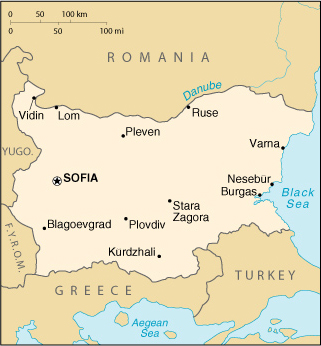 0 50 100 km
0 50 100 mi
ROMANIA
Danube
Vidin
Lom
Ruse
Pleven
Varna
YUGO.
SOFIA
Nesebŭr
Burgas
Black
Sea
Stara
Zagora
Blagoevgrad
Plovdiv
F.Y.R.O.M.
Kurdzhali
TURKEY
GREECE
Aegean
Sea